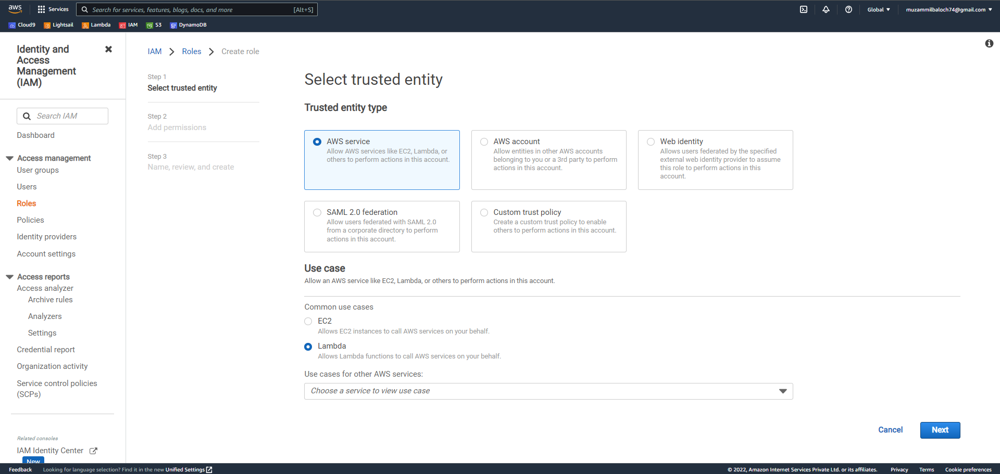 aws
Services
Search for services, features, blogs, docs, and more
[Alt+S]
Global
muzammilbaloch74@gmail.com
Cloud9
Lightsail
Lambda
IAM
S3
DynamoDB
Identity and
Access
Management
(IAM)
Search IAM
Dashboard
Access management
User groups
Users
Roles
Policies
Identity providers
Account settings
Access reports
Access analyzer
Archive rules
Analyzers
Settings
Credential report
Organization activity
Service control policies
(SCPs)
Related consoles
IAM Identity Center
New
IAM
Roles
Create role
Step 1
Select trusted entity
Step 2
Add permissions
Step 3
Name, review, and create
Select trusted entity
Trusted entity type
AWS service
Allow AWS services like EC2, Lambda, or
others to perform actions in this account.
AWS account
Allow entities in other AWS accounts
belonging to you or a 3rd party to perform
actions in this account.
Web identity
Allows users federated by the specified
external web identity provider to assume
this role to perform actions in this
account.
SAML 2.0 federation
Allow users federated with SAML 2.0
from a corporate directory to perform
actions in this account.
Custom trust policy
Create a custom trust policy to enable
others to perform actions in this account.
Use case
Allow an AWS service like EC2, Lambda, or others to perform actions in this account.
Common use cases
EC2
Allows EC2 instances to call AWS services on your behalf.
Lambda
Allows Lambda functions to call AWS services on your behalf.
Use cases for other AWS services:
Choose a service to view use case
Cancel
Next
Feedback
Looking for language selection? Find it in the new Unified Settings
© 2022, Amazon Internet Services Private Ltd. or its affiliates.
Privacy
Terms
Cookie preferences